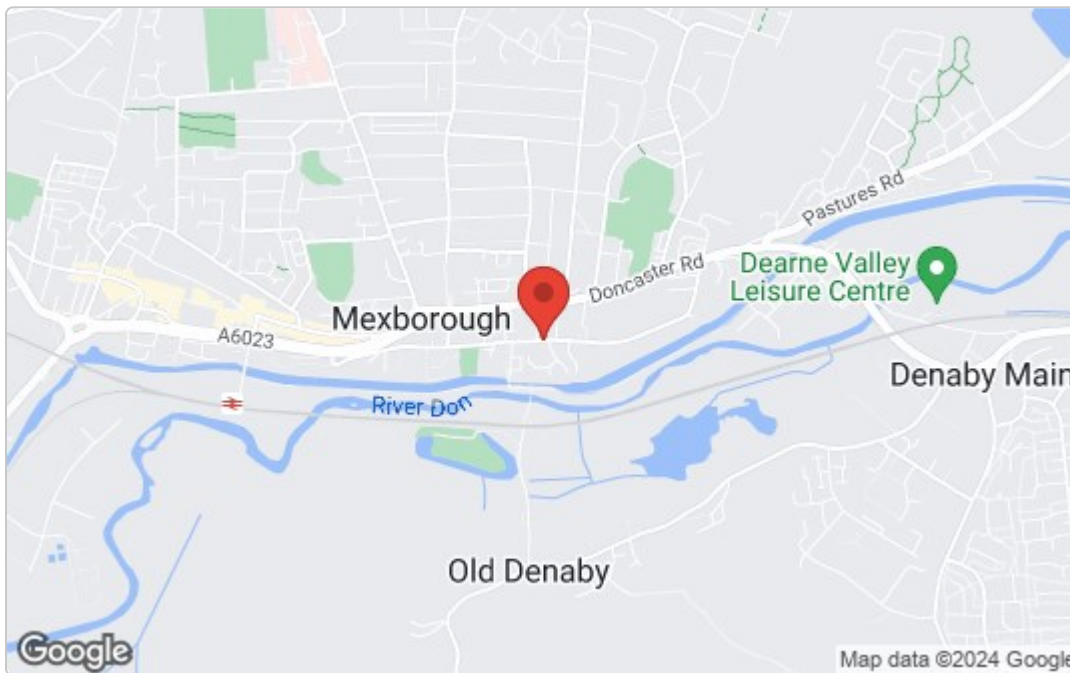 Pastures Rd
Doncaster Rd
Dearne Valley
Leisure Centre
Mexborough
A6023
Denaby Main
River Don
Old Denaby
Google
Map data ©2024 Google